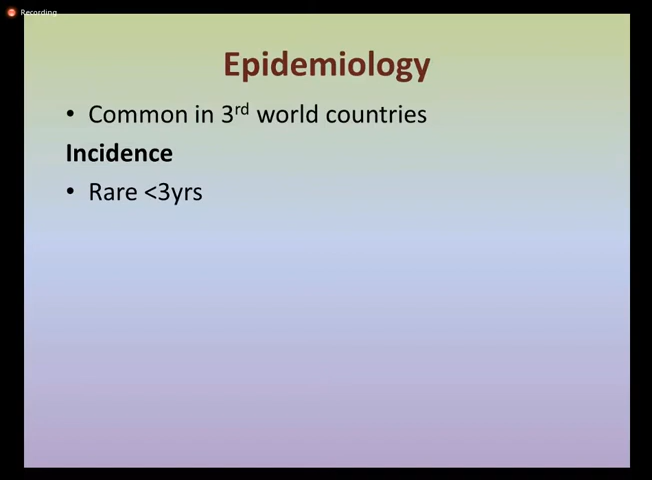 Recording
Epidemiology
• Common in 3rd world countries
Incidence
• Rare <3yrs